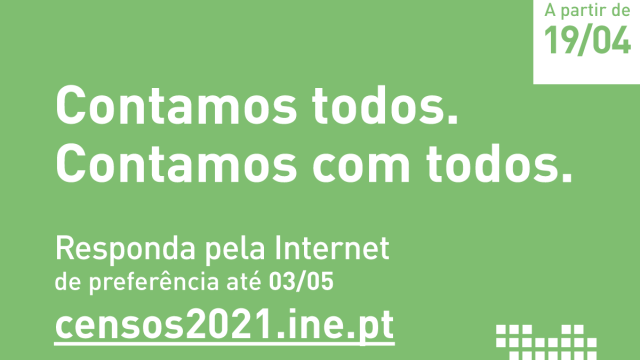 A partir de
19/04
Contamos todos.
Contamos com todos.
Responda pela Internet
de preferência até 03/05
censos2021.ine.pt